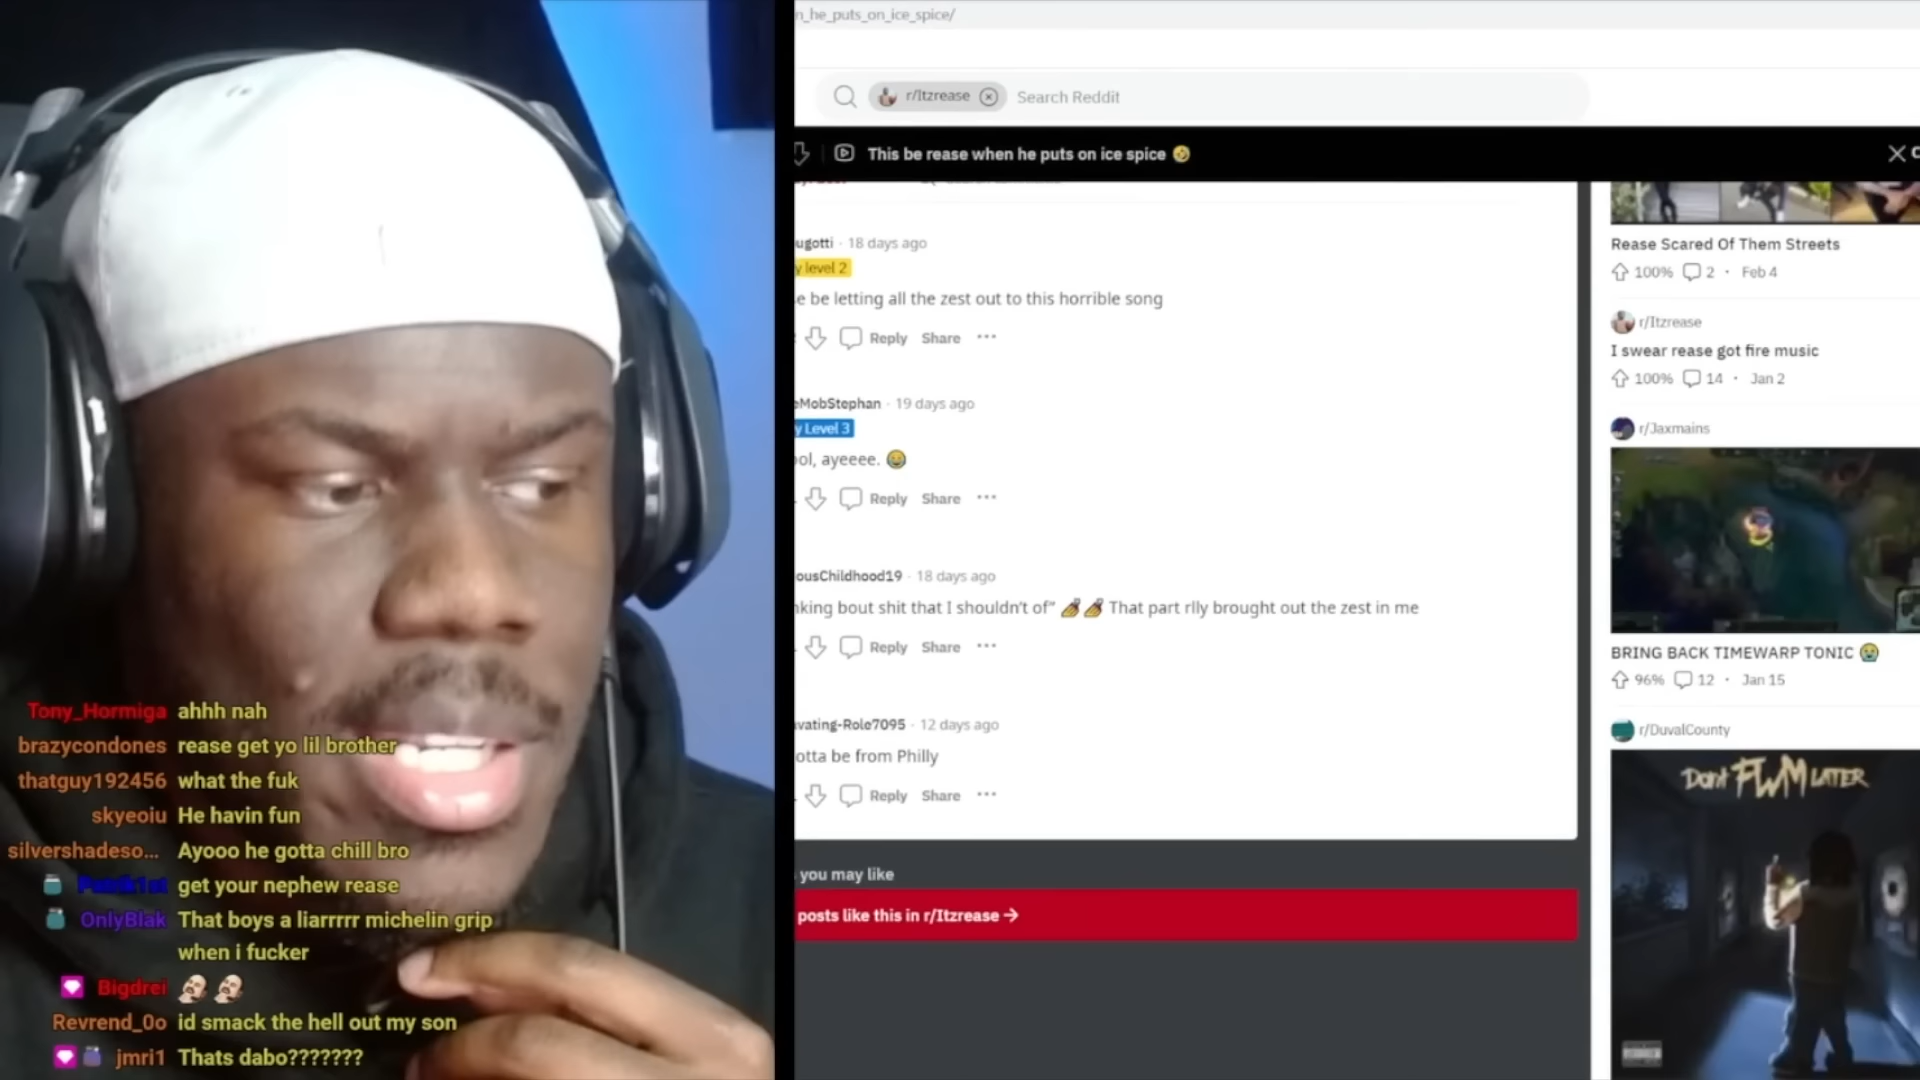 n_he_puts_on_ice_spice/
r/Itzrease
Search Reddit
This be rease when he puts on ice spice
ugotti · 18 days ago
y level 2
e be letting all the zest out to this horrible song
Reply Share ...
eMobStephan · 19 days ago
y Level 3
ol, ayeeee.
Reply Share ...
ousChildhood19 · 18 days ago
nking bout shit that I shouldn't of" 💅💅 That part rlly brought out the zest in me
Reply Share ...
vating-Role7095 · 12 days ago
otta be from Philly
Reply Share ...
you may like
posts like this in r/Itzrease →
Rease Scared Of Them Streets
100% 2 · Feb 4
r/Itzrease
I swear rease got fire music
100% 14 · Jan 2
r/Jaxmains
BRING BACK TIMEWARP TONIC 😭
96% 12 · Jan 15
r/DuvalCounty
Dont FWM LATER
Tony_Hormiga ahhh nah
brazycondones rease get yo lil brother
thatguy192456 what the fuk
skyeoiu He havin fun
silvershadeso... Ayooo he gotta chill bro
get your nephew rease
OnlyBlak That boys a liarrrrr michelin grip
when i fucker
Bigdrei
Revrend_0o id smack the hell out my son
jmri1 Thats dabo???????